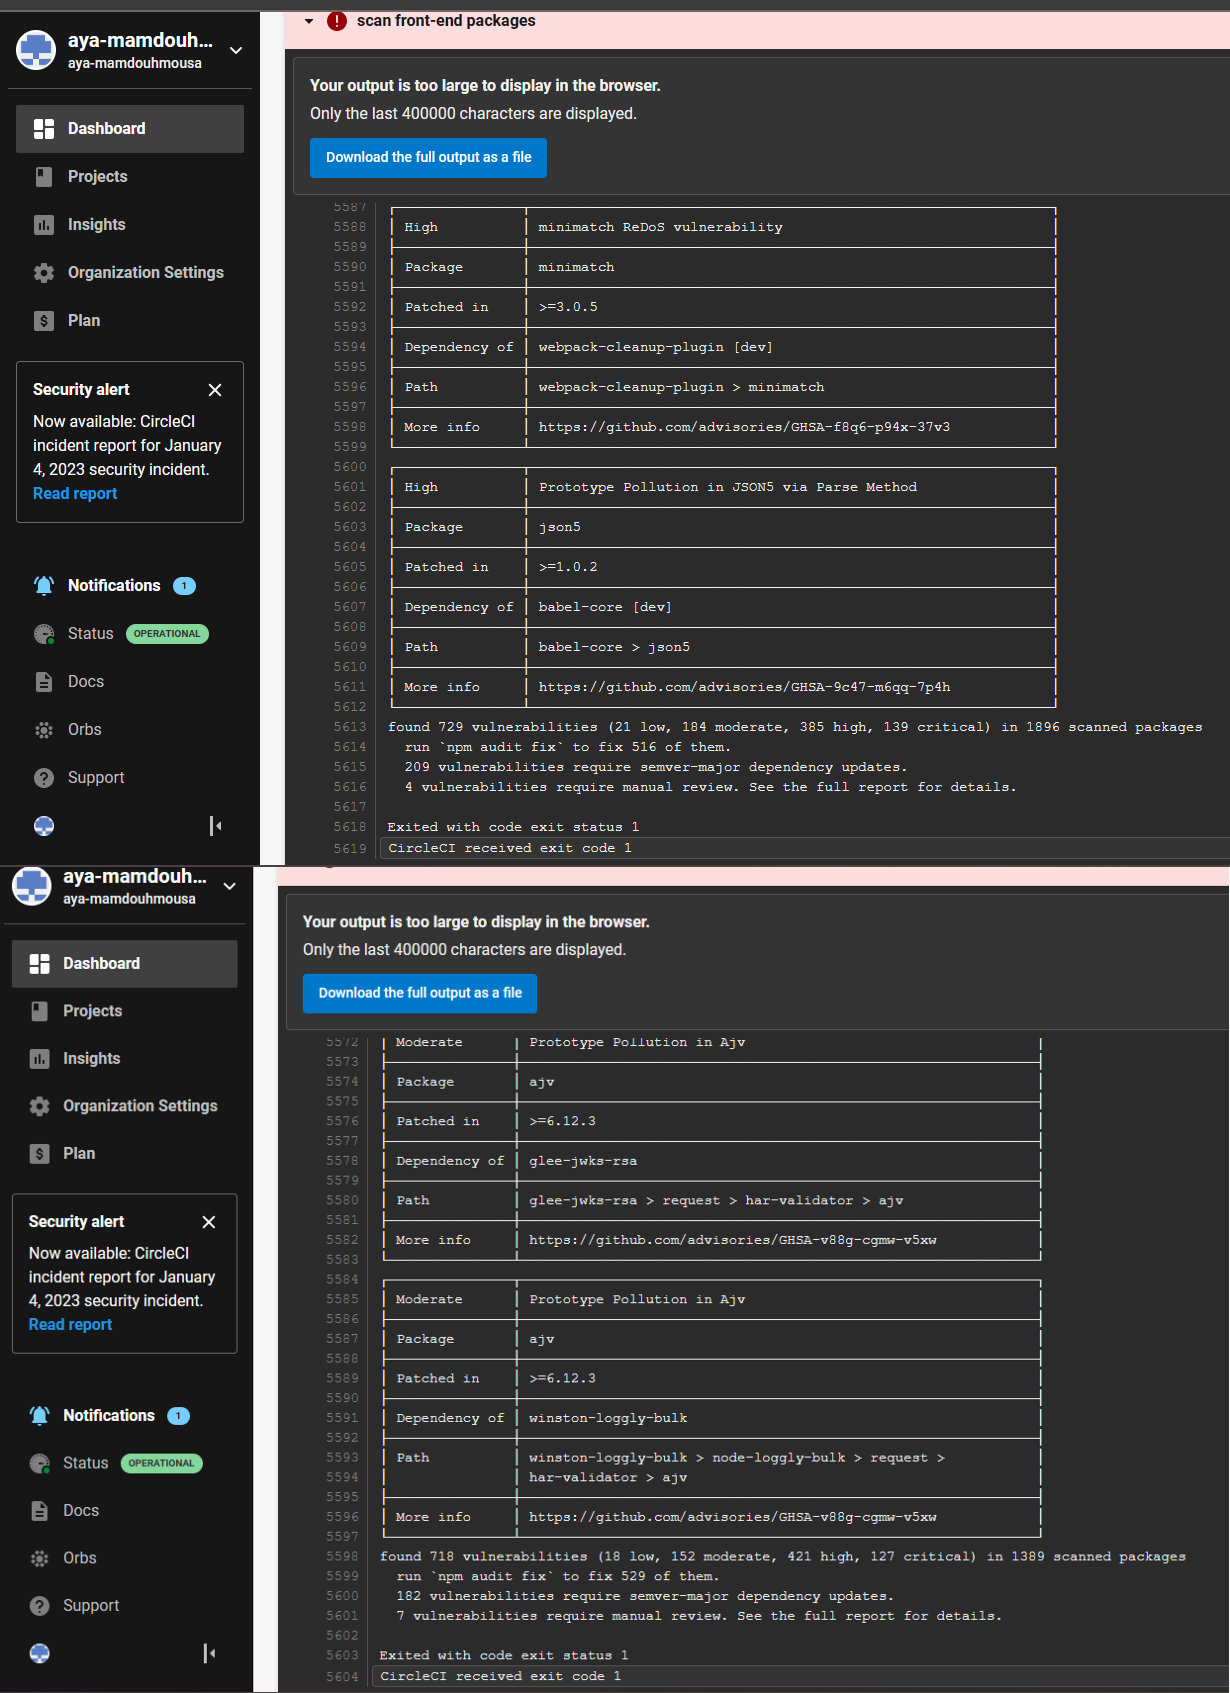 aya-mamdouh...
aya-mamdouhmousa
Dashboard
Projects
Insights
Organization Settings
Plan
Security alert
Now available: CircleCI
incident report for January
4, 2023 security incident.
Read report
Notifications 1
Status OPERATIONAL
Docs
Orbs
Support
scan front-end packages
Your output is too large to display in the browser.
Only the last 400000 characters are displayed.
Download the full output as a file
5587
5588 High minimatch ReDoS vulnerability
5589
5590 Package minimatch
5591
5592 Patched in >=3.0.5
5593
5594 Dependency of webpack-cleanup-plugin [dev]
5595
5596 Path webpack-cleanup-plugin > minimatch
5597
5598 More info https://github.com/advisories/GHSA-f8q6-p94x-37v3
5599
5600
5601 High Prototype Pollution in JSON5 via Parse Method
5602
5603 Package json5
5604
5605 Patched in >=1.0.2
5606
5607 Dependency of babel-core [dev]
5608
5609 Path babel-core > json5
5610
5611 More info https://github.com/advisories/GHSA-9c47-m6qq-7p4h
5612
5613 found 729 vulnerabilities (21 low, 184 moderate, 385 high, 139 critical) in 1896 scanned packages
5614 run `npm audit fix` to fix 516 of them.
5615 209 vulnerabilities require semver-major dependency updates.
5616 4 vulnerabilities require manual review. See the full report for details.
5617
5618 Exited with code exit status 1
5619 CircleCI received exit code 1
aya-mamdouh...
aya-mamdouhmousa
Dashboard
Projects
Insights
Organization Settings
Plan
Security alert
Now available: CircleCI
incident report for January
4, 2023 security incident.
Read report
Notifications 1
Status OPERATIONAL
Docs
Orbs
Support
Your output is too large to display in the browser.
Only the last 400000 characters are displayed.
Download the full output as a file
5572 Moderate Prototype Pollution in Ajv
5573
5574 Package ajv
5575
5576 Patched in >=6.12.3
5577
5578 Dependency of glee-jwks-rsa
5579
5580 Path glee-jwks-rsa > request > har-validator > ajv
5581
5582 More info https://github.com/advisories/GHSA-v88g-cgmw-v5xw
5583
5584
5585 Moderate Prototype Pollution in Ajv
5586
5587 Package ajv
5588
5589 Patched in >=6.12.3
5590
5591 Dependency of winston-loggly-bulk
5592
5593 Path winston-loggly-bulk > node-loggly-bulk > request >
5594 har-validator > ajv
5595
5596 More info https://github.com/advisories/GHSA-v88g-cgmw-v5xw
5597
5598 found 718 vulnerabilities (18 low, 152 moderate, 421 high, 127 critical) in 1389 scanned packages
5599 run `npm audit fix` to fix 529 of them.
5600 182 vulnerabilities require semver-major dependency updates.
5601 7 vulnerabilities require manual review. See the full report for details.
5602
5603 Exited with code exit status 1
5604 CircleCI received exit code 1